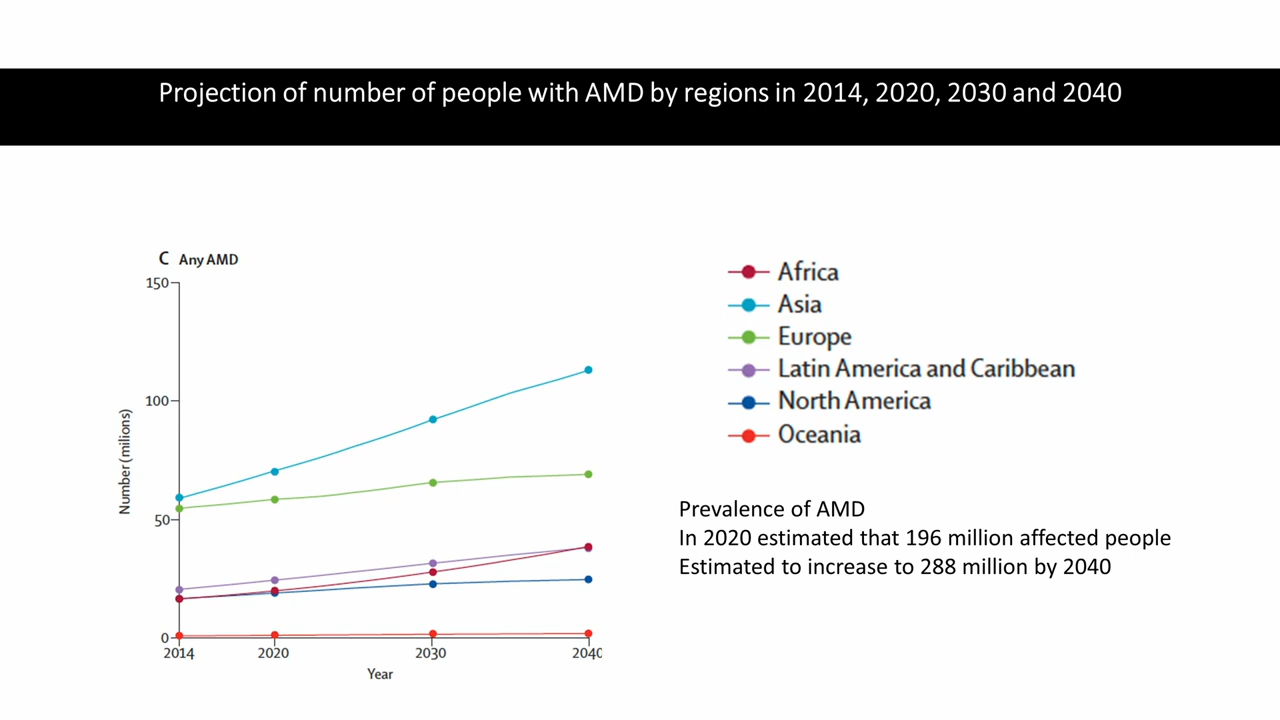 Projection of number of people with AMD by regions in 2014, 2020, 2030 and 2040
C Any AMD
150
100
50
0
Number (milions)
2014
2020
2030
2040
Year
Africa
Asia
Europe
Latin America and Caribbean
North America
Oceania
Prevalence of AMD
In 2020 estimated that 196 million affected people
Estimated to increase to 288 million by 2040